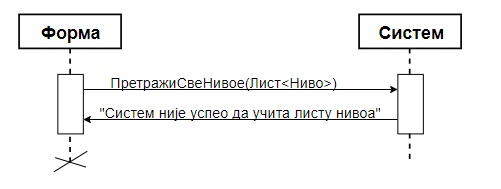 Форма
Систем
ПретражиСвеНивое(Лист<Ниво>)
"Систем није успео да учита листу нивоа"